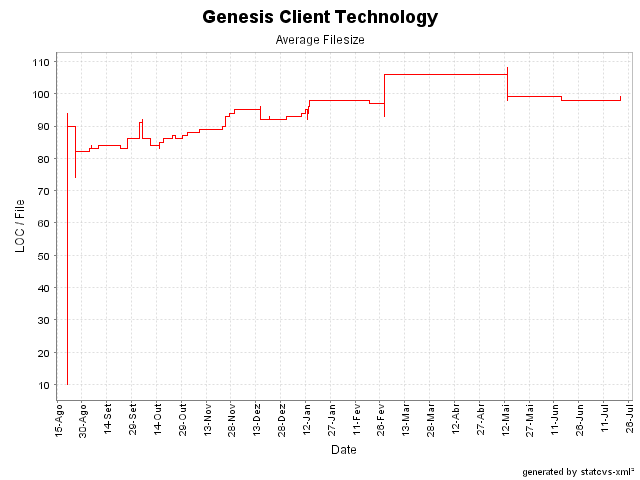 Genesis Client Technology
Average Filesize
110
100
90
80
70
60
50
40
30
20
10
LOC / File
15-Ago
30-Ago
14-Set
29-Set
14-Out
29-Out
13-Nov
28-Nov
13-Dez
28-Dez
12-Jan
27-Jan
11-Fev
26-Fev
13-Mar
28-Mar
12-Abr
27-Abr
12-Mai
27-Mai
11-Jun
26-Jun
11-Jul
26-Jul
Date
generated by statcvs-xml²